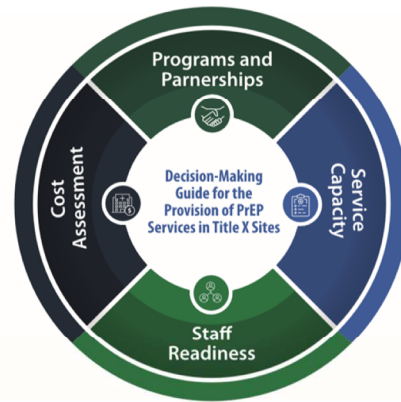 Programs and
Parnerships
Cost
Assessment
Decision-Making
Guide for the
Provision of PrEP
Services in Title X Sites
Service
Capacity
Staff
Readiness